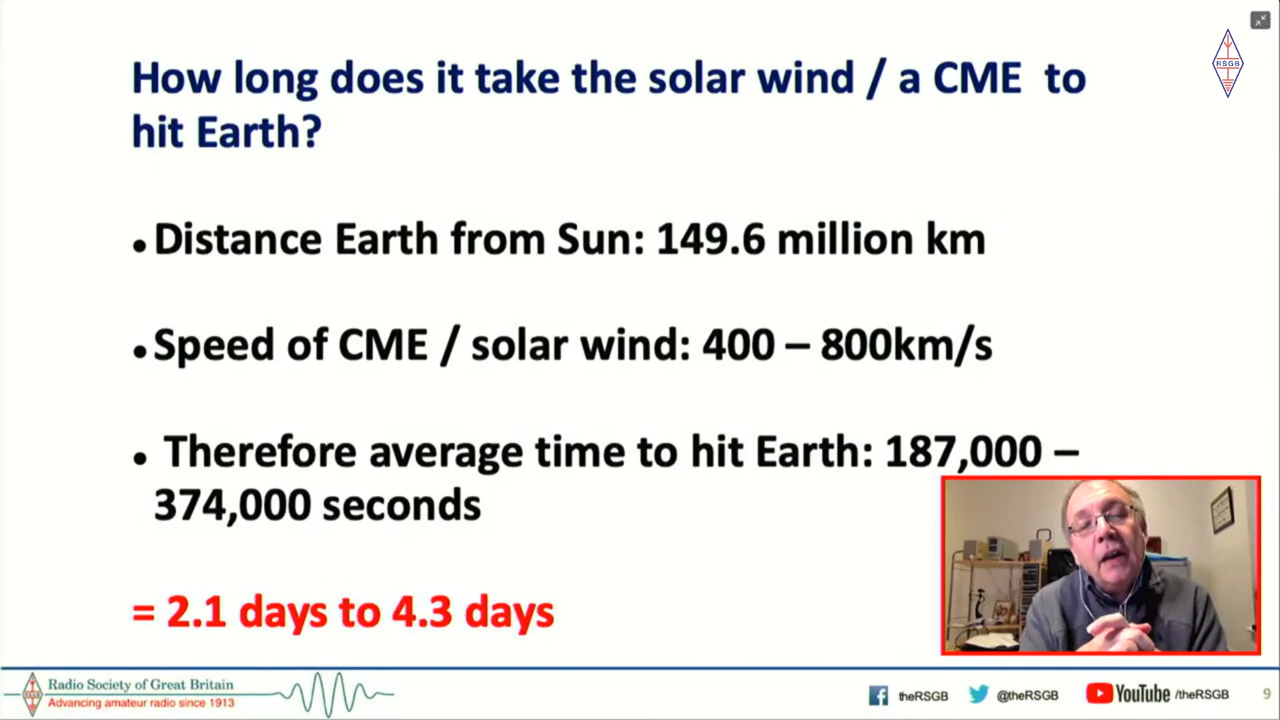 How long does it take the solar wind / a CME to
hit Earth?
RSGB
• Distance Earth from Sun: 149.6 million km
• Speed of CME / solar wind: 400 – 800km/s
• Therefore average time to hit Earth: 187,000 –
374,000 seconds
= 2.1 days to 4.3 days
RSGB
Radio Society of Great Britain
Advancing amateur radio since 1913
theRSGB
@theRSGB
YouTube /theRSGB
9